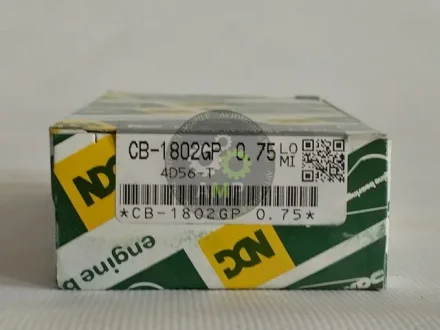 CB-1802GP 0.75 LO
MI
4D56-T
*CB-1802GP 0.75*
NDC
NDC
engine b